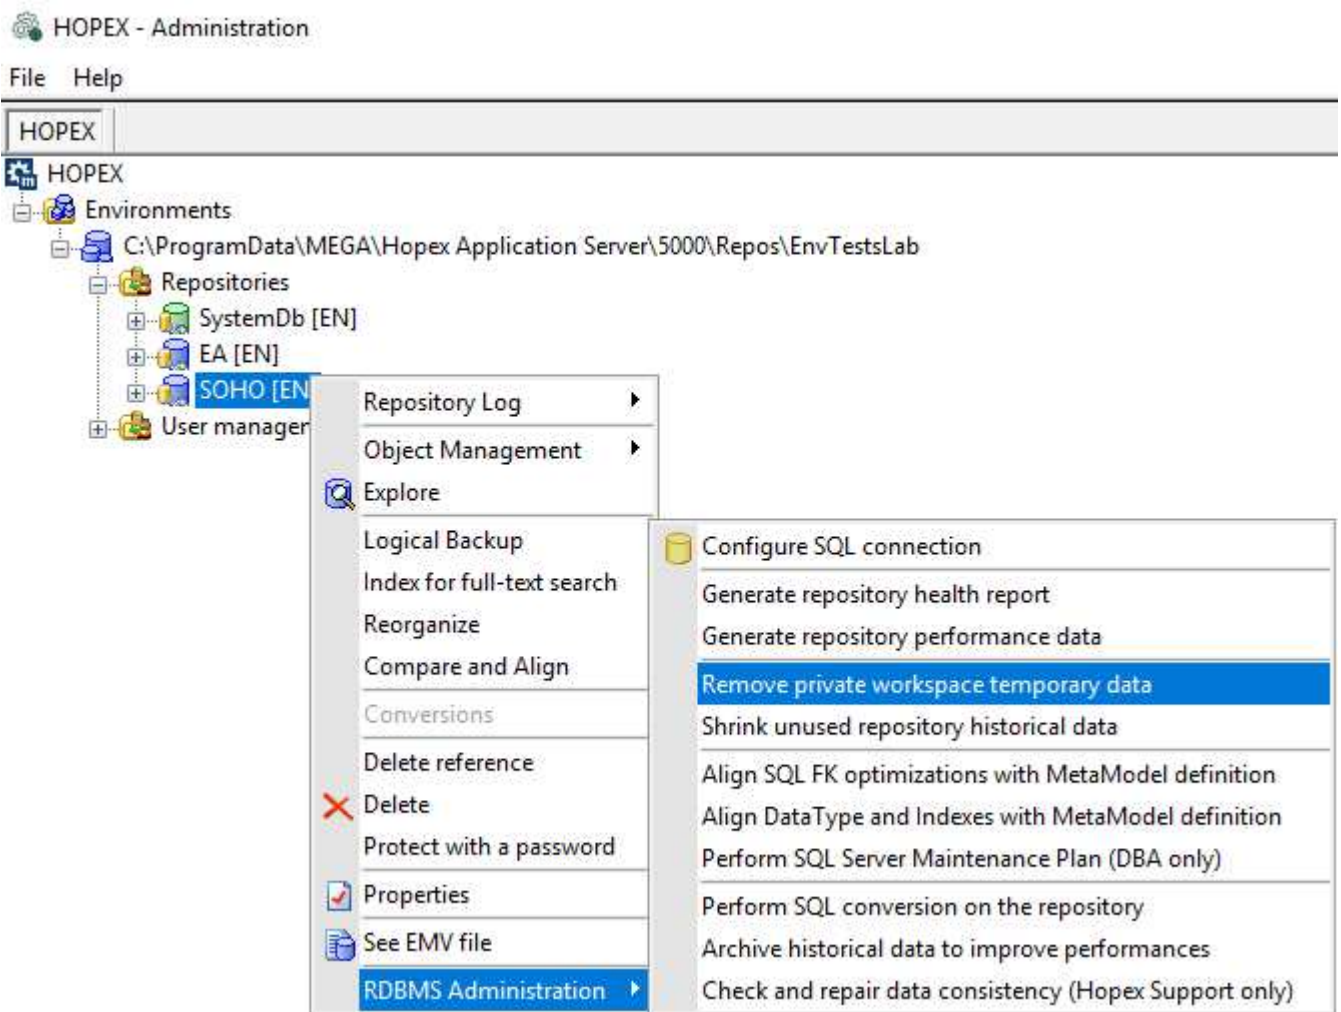 HOPEX - Administration
File Help
HOPEX
HOPEX
Environments
C:\ProgramData\MEGA\Hopex Application Server\5000\Repos\EnvTestsLab
Repositories
SystemDb [EN]
EA [EN]
SOHO [EN
User manager
Repository Log
Object Management
Explore
Logical Backup
Index for full-text search
Reorganize
Compare and Align
Conversions
Delete reference
Delete
Protect with a password
Properties
See EMV file
RDBMS Administration
Configure SQL connection
Generate repository health report
Generate repository performance data
Remove private workspace temporary data
Shrink unused repository historical data
Align SQL FK optimizations with MetaModel definition
Align DataType and Indexes with MetaModel definition
Perform SQL Server Maintenance Plan (DBA only)
Perform SQL conversion on the repository
Archive historical data to improve performances
Check and repair data consistency (Hopex Support only)